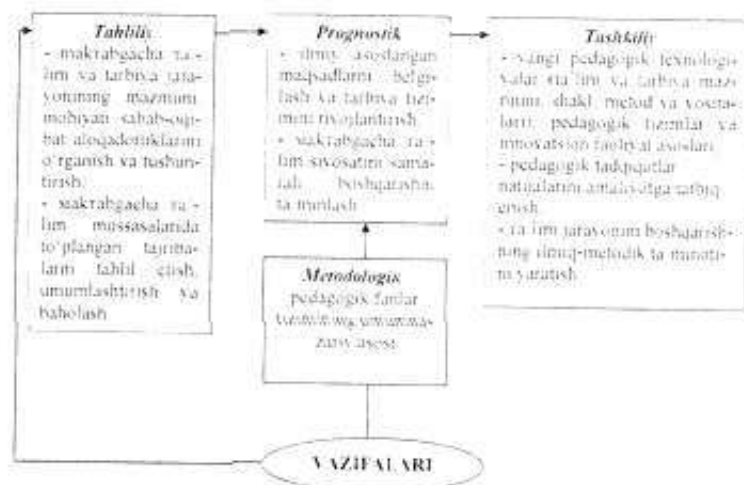 Tahliliy
- maktabgacha ta'-
lim va tarbiya jara-
yonining mazmuni,
mohiyati sabab-oqi-
bat aloqadorliklarini
o'rganish va tushun-
tirish.
- maktabgacha ta'-
lim muassasalarida
to'plangan tajriba-
larni tahlil etish,
umumlashtirish va
baholash
Prognostik
- ilmiy asoslangan
maqsadlarni belgi-
lash va tarbiya tizi-
mini rivojlantirish
- maktabgacha ta'-
lim siyosatini sama-
rali boshqarishni
ta'minlash
Tashkiliy
- yangi pedagogik texnologi-
yalar ta'lim va tarbiya maz-
muni, shakl, metod va vosita-
lari, pedagogik tizimlar va
innovatsion faoliyat asoslari
- pedagogik tadqiqotlar
natijalarini amaliyotga tatbiq
etish
- ta'lim jarayonini boshqarish-
ning ilmiy-metodik ta'minoti-
ni yaratish
Metodologik
pedagogik fanlar
tizimining umumna-
zariy asosi
VAZIFALARI